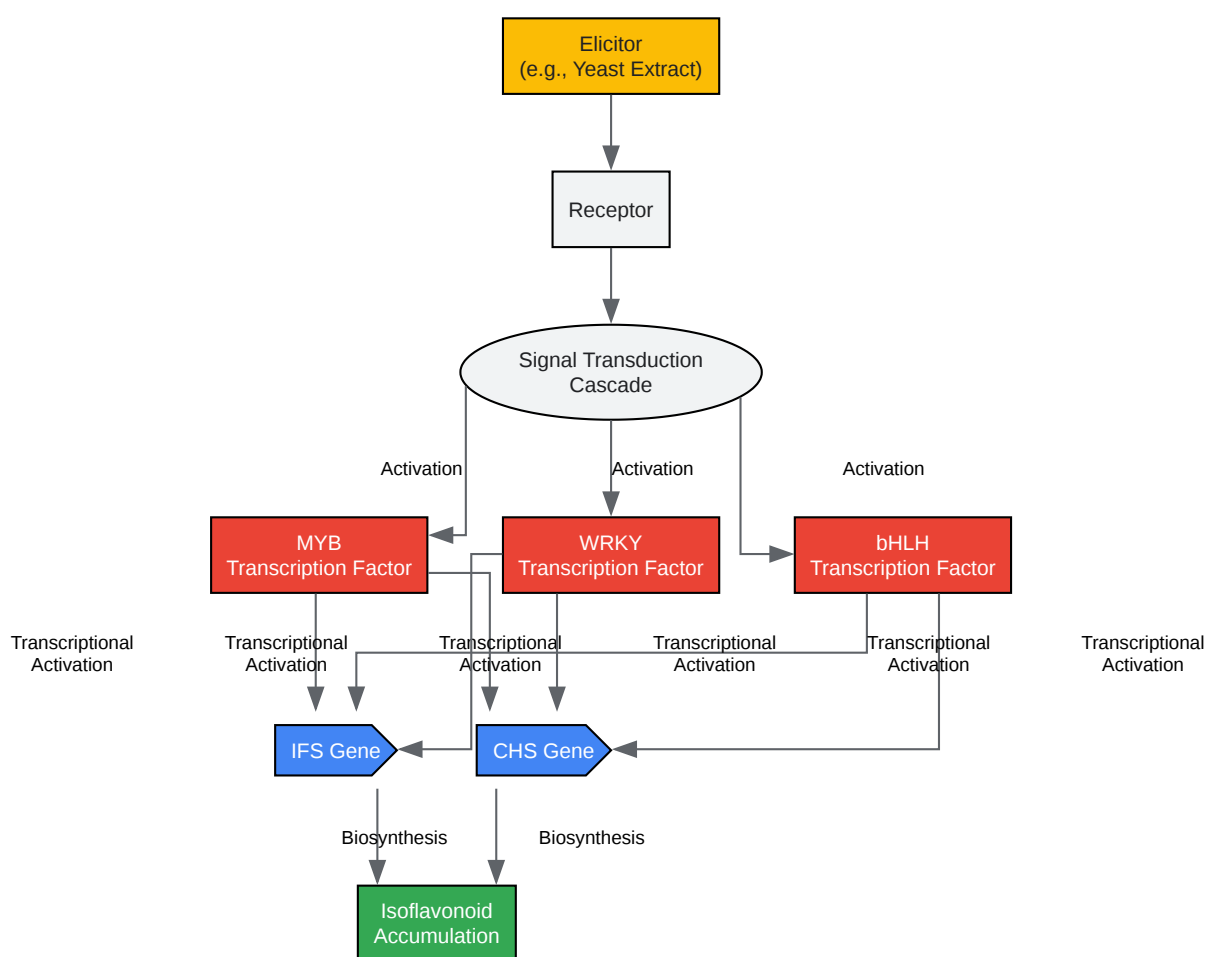 Elicitor
(e.g., Yeast Extract)
Receptor
Signal Transduction
Cascade
Activation
Activation
Activation
MYB
Transcription Factor
WRKY
Transcription Factor
bHLH
Transcription Factor
Transcriptional
Activation
Transcriptional
Activation
Transcriptional
Activation
Transcriptional
Activation
Transcriptional
Activation
Transcriptional
Activation
IFS Gene
CHS Gene
Biosynthesis
Biosynthesis
Isoflavonoid
Accumulation